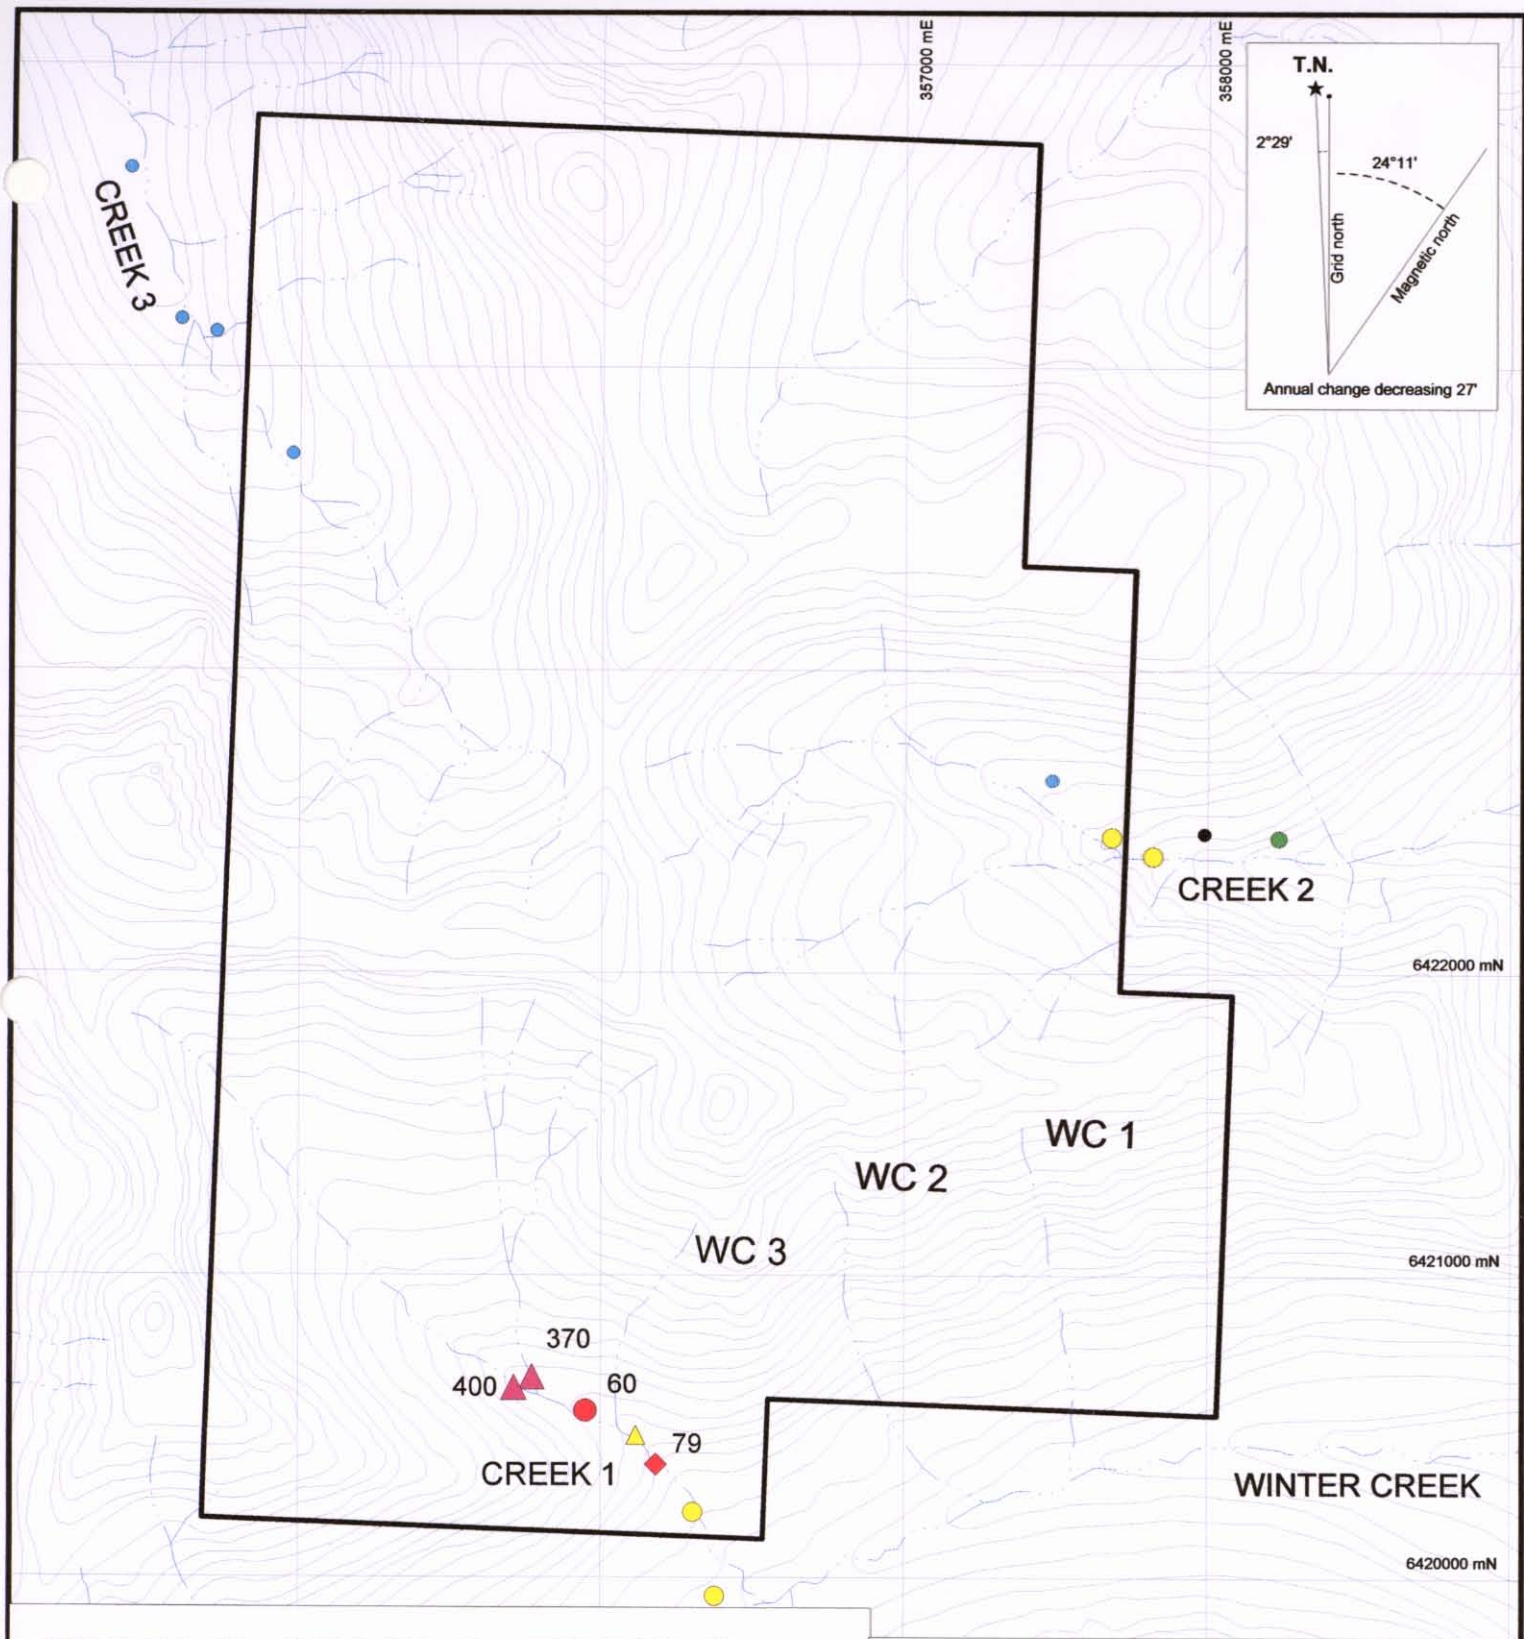 357000 mE
358000 mE
T.N.
2°29'
24°11'
Grid north
Magnetic north
Annual change decreasing 27'
CREEK 3
CREEK 2
6422000 mN
WC 1
WC 2
WC 3
6421000 mN
370
400
60
79
CREEK 1
WINTER CREEK
6420000 mN